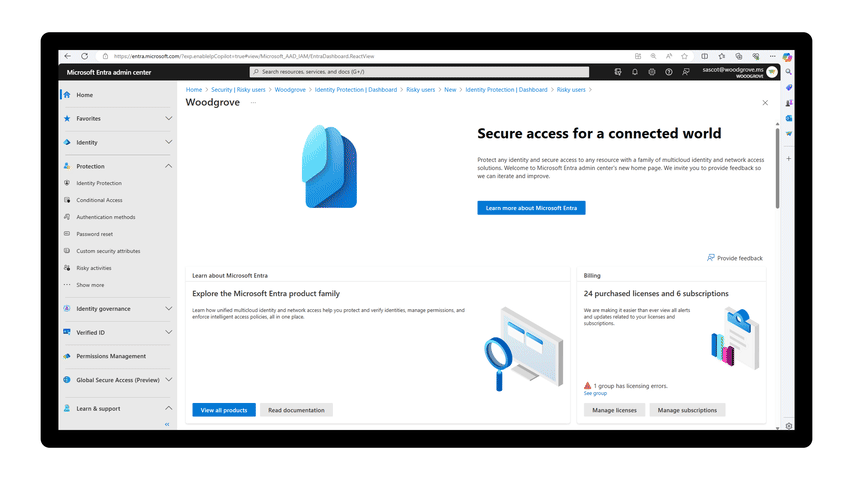 https://entra.microsoft.com/?exp.enableIpCopilot=true#view/Microsoft_AAD_IAM/EntraDashboard.ReactView
Microsoft Entra admin center
Search resources, services, and docs (G+/)
sascot@woodgrove.ms
WOODGROVE
Home
Favorites
Identity
Protection
Identity Protection
Conditional Access
Authentication methods
Password reset
Custom security attributes
Risky activities
Show more
Identity governance
Verified ID
Permissions Management
Global Secure Access (Preview)
Learn & support
Home > Security | Risky users > Woodgrove > Identity Protection | Dashboard > Risky users > New > Identity Protection | Dashboard > Risky users >
Woodgrove ...
Secure access for a connected world
Protect any identity and secure access to any resource with a family of multicloud identity and network access
solutions. Welcome to Microsoft Entra admin center's new home page. We invite you to provide feedback so
we can iterate and improve.
Learn more about Microsoft Entra
Provide feedback
Learn about Microsoft Entra
Explore the Microsoft Entra product family
Learn how unified multicloud identity and network access help you protect and verify identities, manage permissions, and
enforce intelligent access policies, all in one place.
View all products
Read documentation
Billing
24 purchased licenses and 6 subscriptions
We are making it easier than ever view all alerts
and updates related to your licenses and
subscriptions.
1 group has licensing errors.
See group
Manage licenses
Manage subscriptions